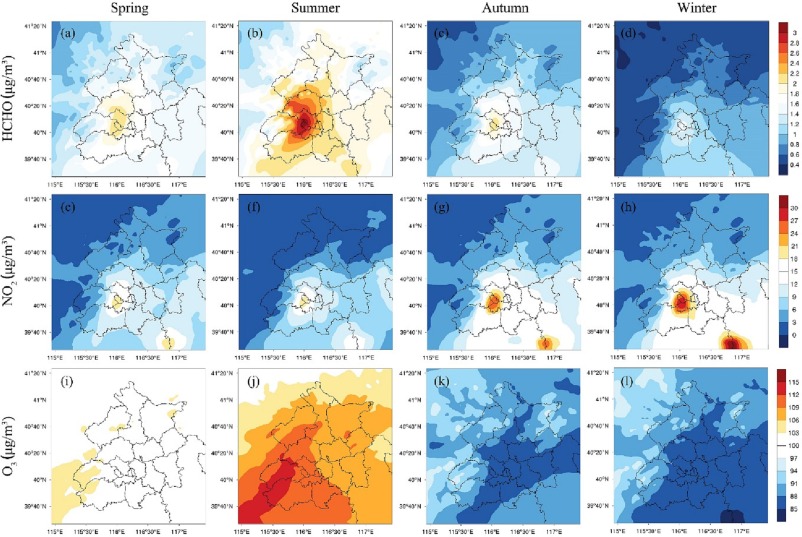 Spring Summer Autumn Winter
HCHO (μg/m³)
(a) (b) (c) (d)
41°20'N 41°20'N 41°20'N 41°20'N
41°N 41°N 41°N 41°N
40°40'N 40°40'N 40°40'N 40°40'N
40°20'N 40°20'N 40°20'N 40°20'N
40°N 40°N 40°N 40°N
39°40'N 39°40'N 39°40'N 39°40'N
115°E 115°30'E 116°E 116°30'E 117°E 115°E 115°30'E 116°E 116°30'E 117°E 115°E 115°30'E 116°E 116°30'E 117°E 115°E 115°30'E 116°E 116°30'E 117°E
3
2.8
2.6
2.4
2.2
2
1.8
1.6
1.4
1.2
1
0.8
0.6
0.4
NO₂ (μg/m³)
(e) (f) (g) (h)
41°20'N 41°20'N 41°20'N 41°20'N
41°N 41°N 41°N 41°N
40°40'N 40°40'N 40°40'N 40°40'N
40°20'N 40°20'N 40°20'N 40°20'N
40°N 40°N 40°N 40°N
39°40'N 39°40'N 39°40'N 39°40'N
115°E 115°30'E 116°E 116°30'E 117°E 115°E 115°30'E 116°E 116°30'E 117°E 115°E 115°30'E 116°E 116°30'E 117°E 115°E 115°30'E 116°E 116°30'E 117°E
30
27
24
21
18
15
12
9
6
3
0
O₃ (μg/m³)
(i) (j) (k) (l)
41°20'N 41°20'N 41°20'N 41°20'N
41°N 41°N 41°N 41°N
40°40'N 40°40'N 40°40'N 40°40'N
40°20'N 40°20'N 40°20'N 40°20'N
40°N 40°N 40°N 40°N
39°40'N 39°40'N 39°40'N 39°40'N
115°E 115°30'E 116°E 116°30'E 117°E 115°E 115°30'E 116°E 116°30'E 117°E 115°E 115°30'E 116°E 116°30'E 117°E 115°E 115°30'E 116°E 116°30'E 117°E
115
112
109
106
103
100
97
94
91
88
85